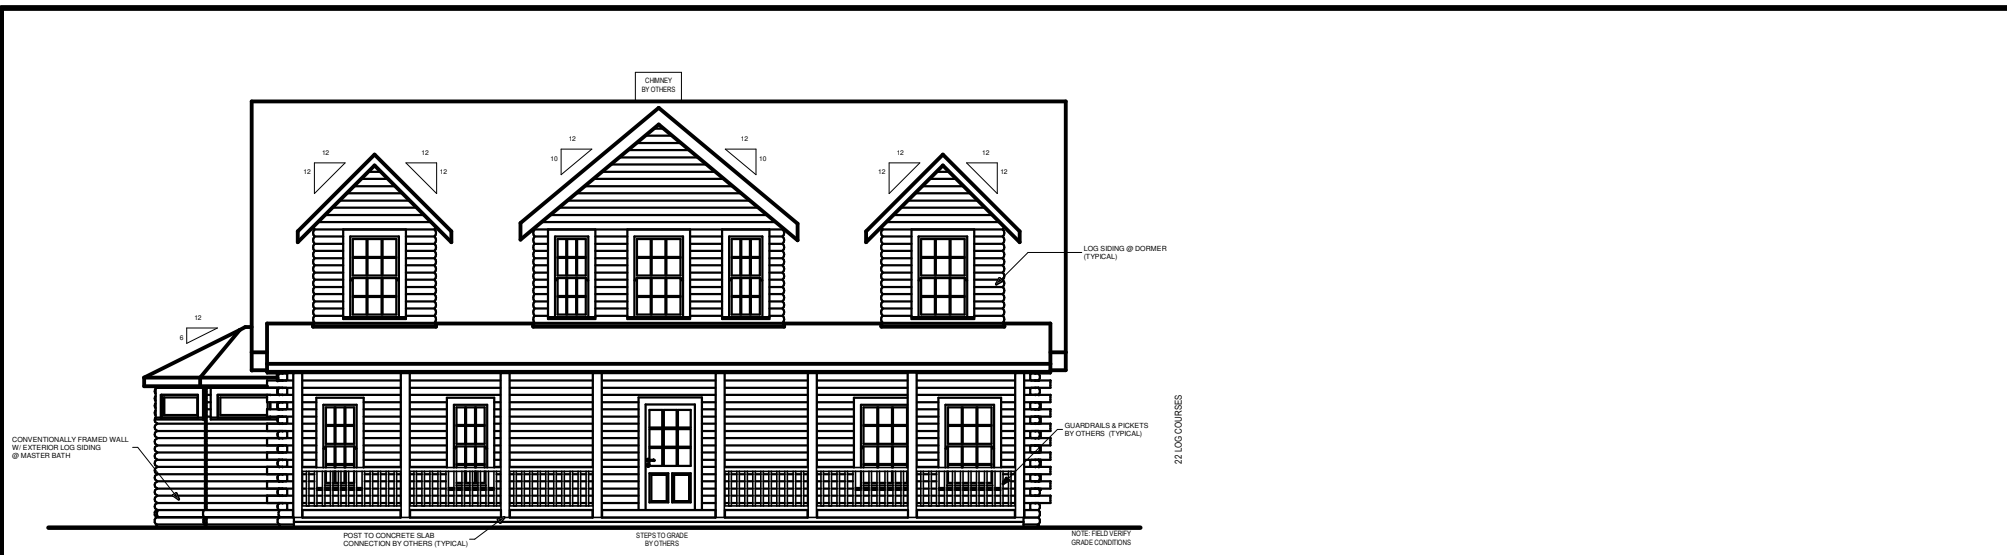 CHIMNEY
BY OTHERS
12
12
12
12
12
10
12
10
12
12
12
12
LOG SIDING @ DORMER
(TYPICAL)
12
6
22 LOG COURSES
GUARDRAILS & PICKETS
BY OTHERS (TYPICAL)
CONVENTIONALLY FRAMED WALL
W/ EXTERIOR LOG SIDING
@ MASTER BATH
POST TO CONCRETE SLAB
CONNECTION BY OTHERS (TYPICAL)
STEPS TO GRADE
BY OTHERS
NOTE: FIELD VERIFY
GRADE CONDITIONS